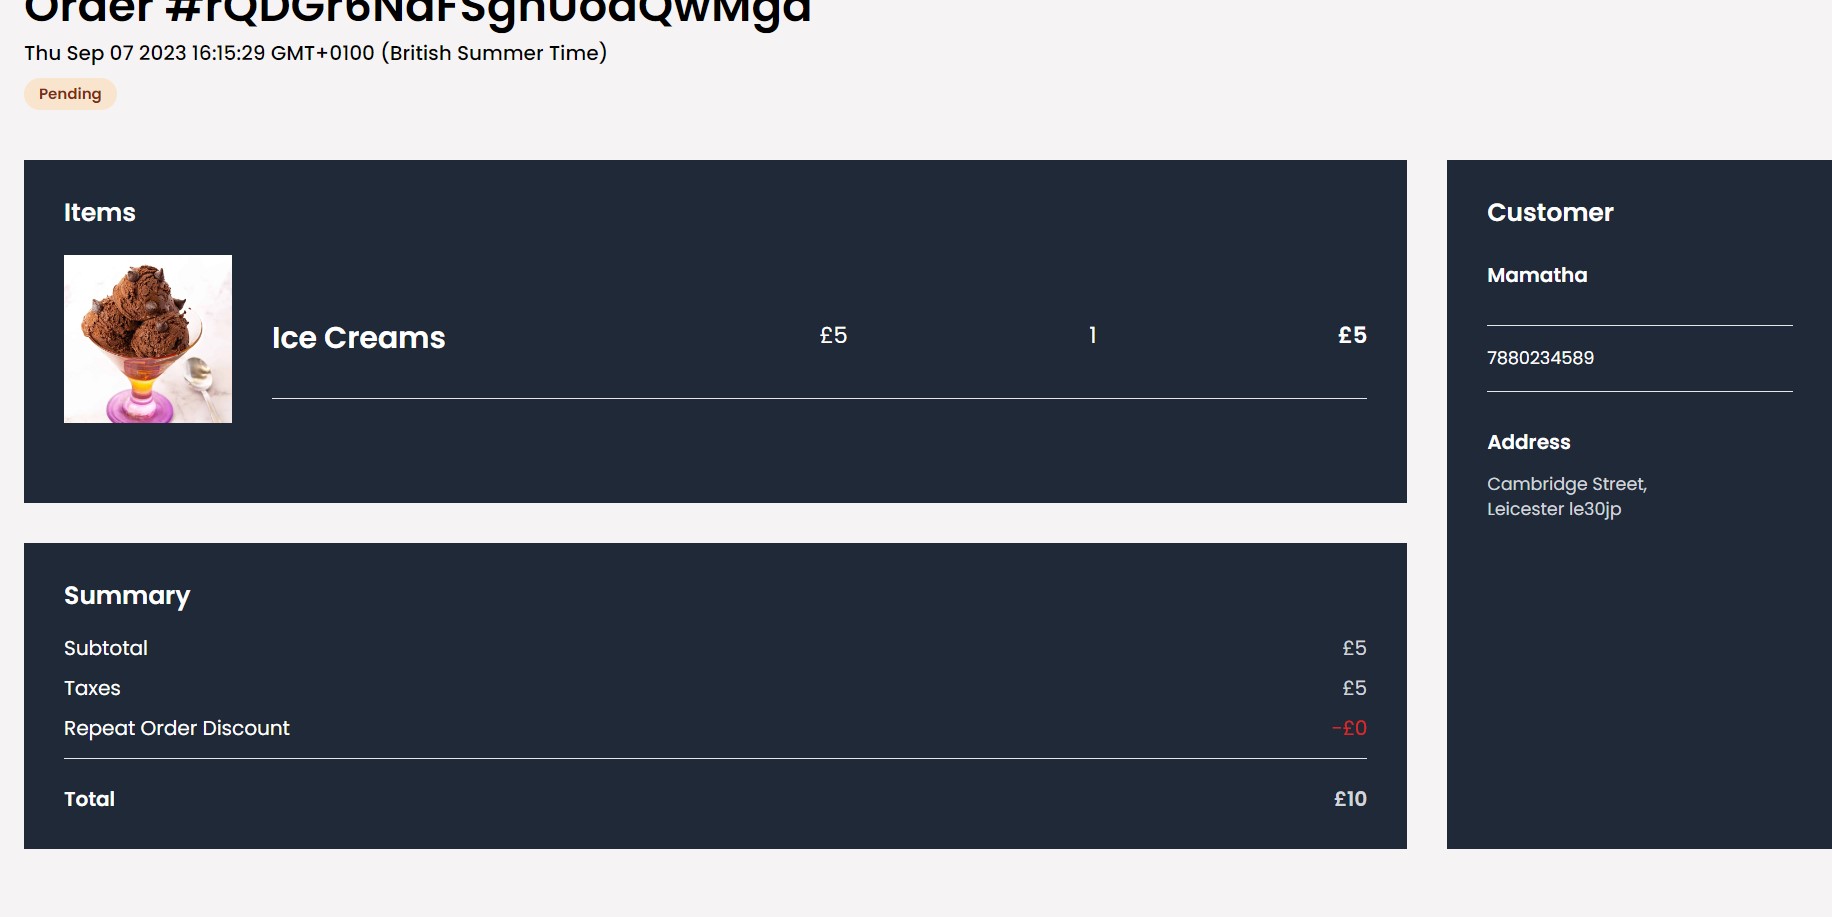 Order
Thu Sep 07 2023 16:15:29 GMT+0100 (British Summer Time)
Pending
Items
Ice Creams £5 1 £5
Summary
Subtotal £5
Taxes £5
Repeat Order Discount -£0
Total £10
Customer
Mamatha
7880234589
Address
Cambridge Street,
Leicester le30jp